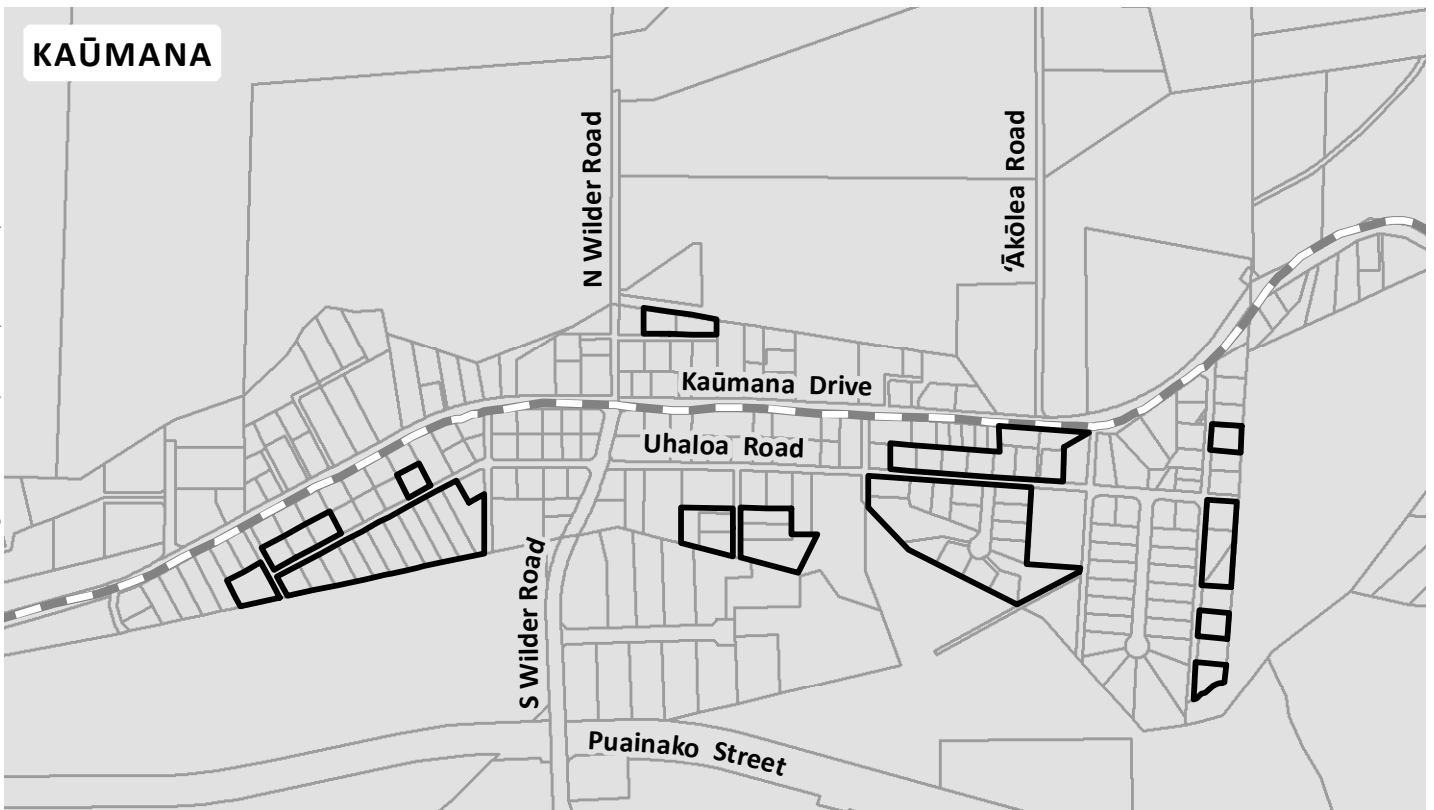 KAŪMANA
N Wilder Road
ʻĀkōlea Road
Kaūmana Drive
Uhaloa Road
S Wilder Road
Puainako Street